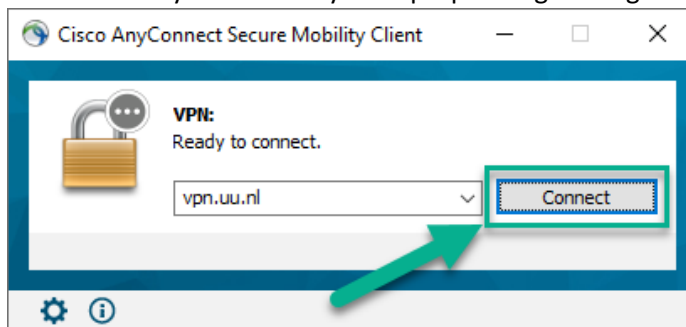 Cisco AnyConnect Secure Mobility Client
VPN:
Ready to connect.
vpn.uu.nl
Connect